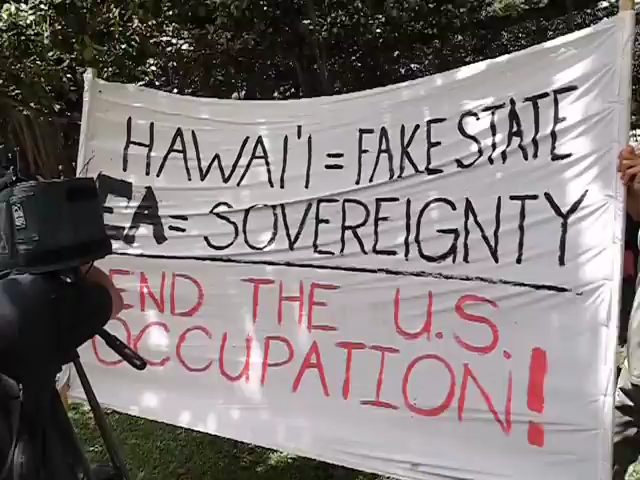 HAWAI'I = FAKE STATE
EA = SOVEREIGNTY
END THE U.S.
OCCUPATION!